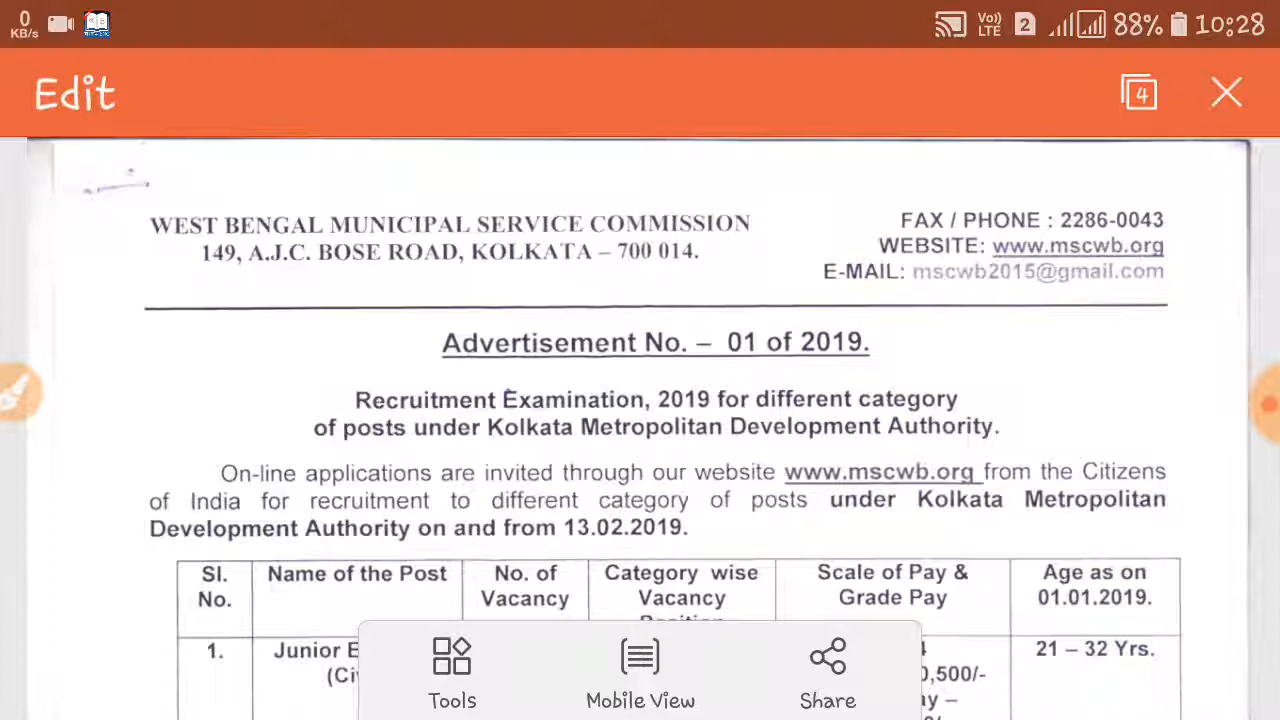 0
KB/s
Vo)
LTE
2
88%
10:28
Edit
4
WEST BENGAL MUNICIPAL SERVICE COMMISSION
149, A.J.C. BOSE ROAD, KOLKATA – 700 014.
FAX / PHONE : 2286-0043
WEBSITE: www.mscwb.org
E-MAIL: mscwb2015@gmail.com
Advertisement No. – 01 of 2019.
Recruitment Examination, 2019 for different category
of posts under Kolkata Metropolitan Development Authority.
On-line applications are invited through our website www.mscwb.org from the Citizens
of India for recruitment to different category of posts under Kolkata Metropolitan
Development Authority on and from 13.02.2019.
Sl. No.
Name of the Post
No. of Vacancy
Category wise Vacancy
Scale of Pay & Grade Pay
Age as on 01.01.2019.
1.
Junior
21 – 32 Yrs.
0,500/-
Tools
Mobile View
Share